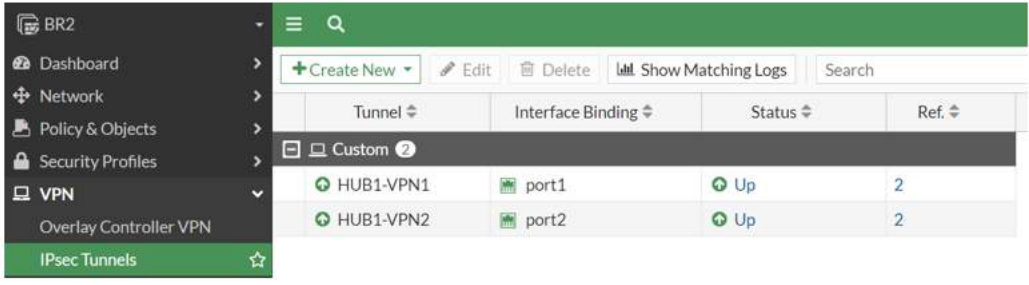 BR2
Dashboard
Network
Policy & Objects
Security Profiles
VPN
Overlay Controller VPN
IPsec Tunnels
+Create New Edit Delete Show Matching Logs Search
Tunnel Interface Binding Status Ref.
Custom 2
HUB1-VPN1 port1 Up 2
HUB1-VPN2 port2 Up 2